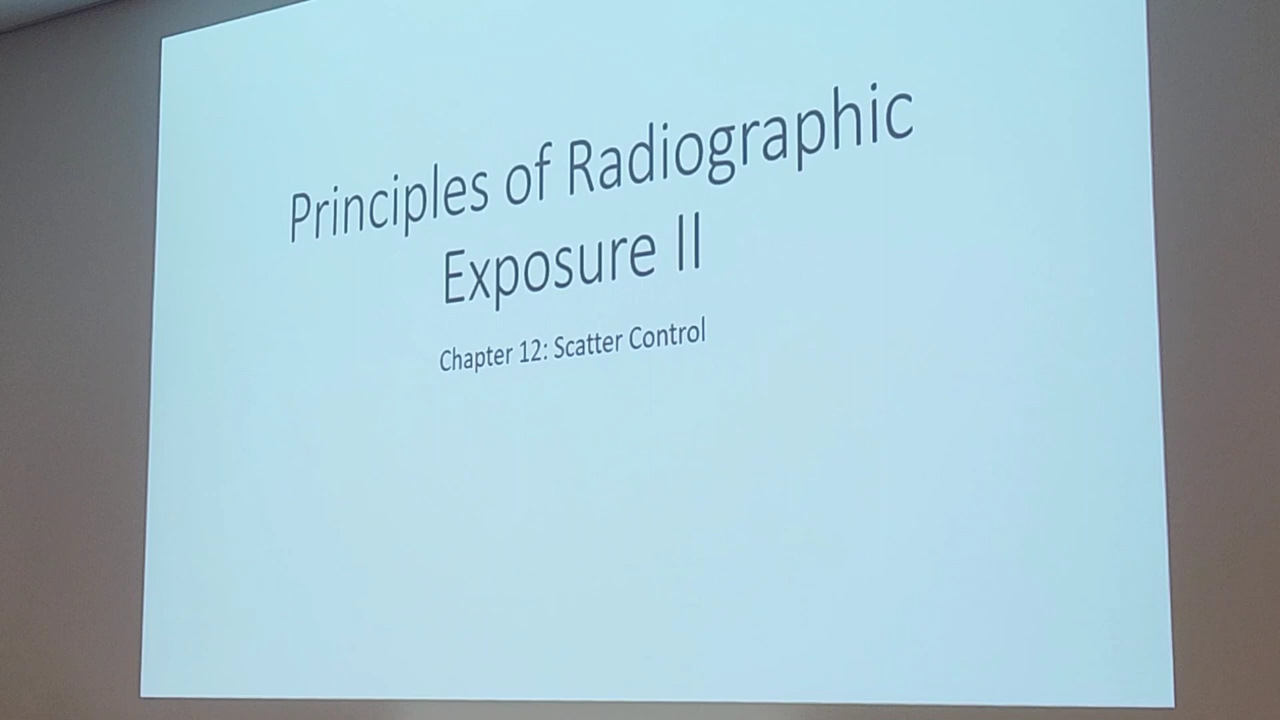 Principles of Radiographic
Exposure II
Chapter 12: Scatter Control